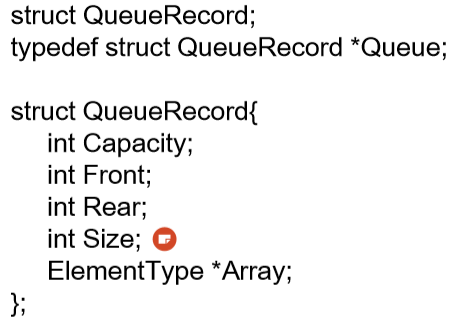 struct QueueRecord;
typedef struct QueueRecord *Queue;
struct QueueRecord{
int Capacity;
int Front;
int Rear;
int Size;
ElementType *Array;
};